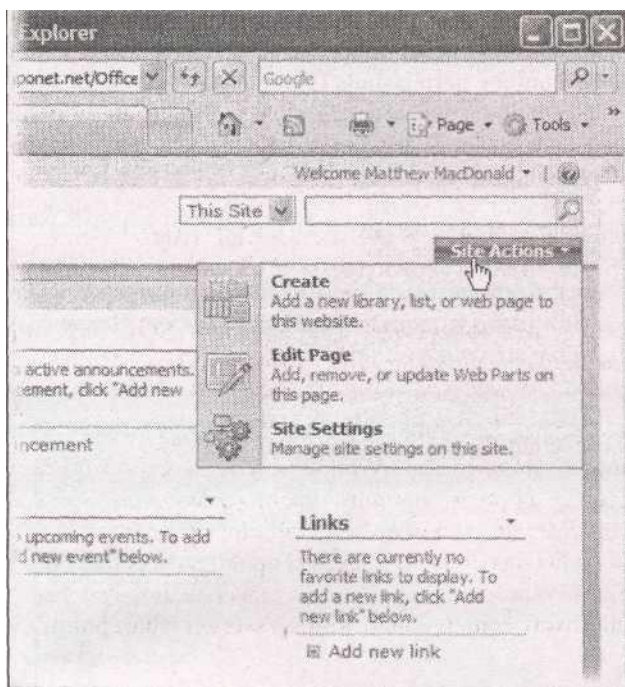 Explorer
ponet.net/Office
Google
Page Tools »
Welcome Matthew MacDonald
This Site
Site Actions
Create
Add a new library, list, or web page to
this website.
Edit Page
Add, remove, or update Web Parts on
this page.
Site Settings
Manage site settings on this site.
active announcements.
ement, click "Add new
ncement
upcoming events. To add
d new event" below.
Links
There are currently no
favorite links to display. To
add a new link, click "Add
new link" below.
Add new link